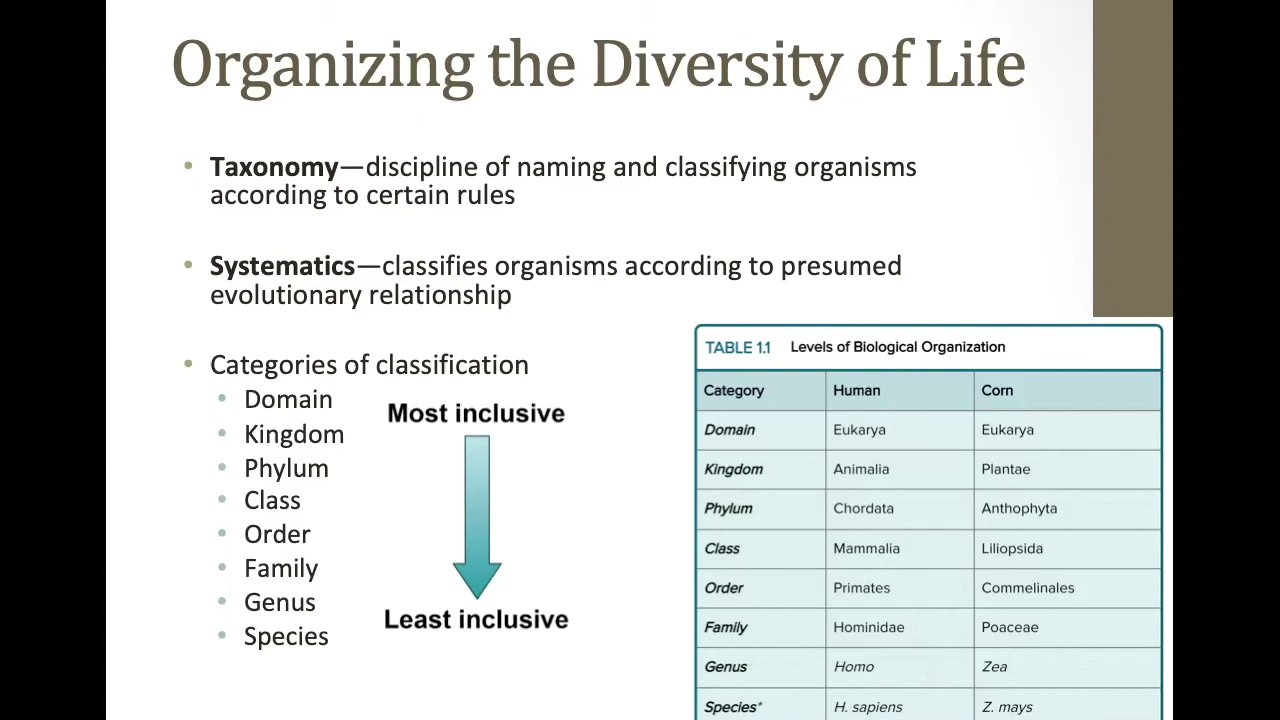 Organizing the Diversity of Life
• Taxonomy—discipline of naming and classifying organisms
according to certain rules
• Systematics—classifies organisms according to presumed
evolutionary relationship
• Categories of classification
• Domain
• Kingdom
• Phylum
• Class
• Order
• Family
• Genus
• Species
Most inclusive
Least inclusive
TABLE 1.1 Levels of Biological Organization
Category Human Corn
Domain Eukarya Eukarya
Kingdom Animalia Plantae
Phylum Chordata Anthophyta
Class Mammalia Liliopsida
Order Primates Commelinales
Family Hominidae Poaceae
Genus Homo Zea
Species* H. sapiens Z. mays